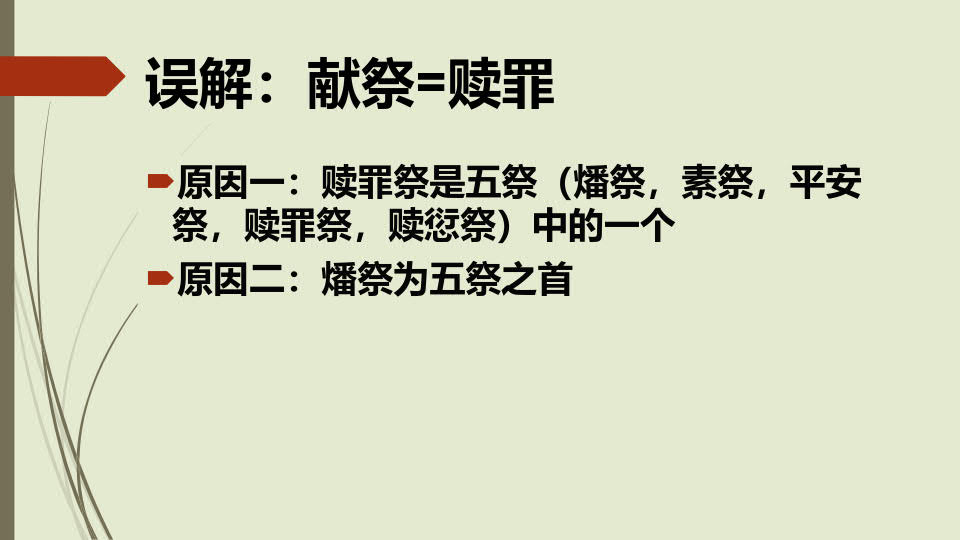 误解：献祭=赎罪
原因一：赎罪祭是五祭（燔祭，素祭，平安
祭，赎罪祭，赎愆祭）中的一个
原因二：燔祭为五祭之首